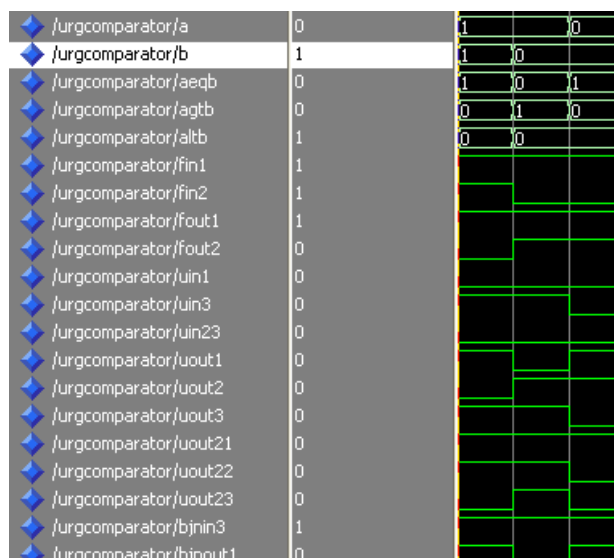 /urgcomparator/a 0 1 0
/urgcomparator/b 1 1 0
/urgcomparator/aeqb 0 1 0 1
/urgcomparator/agtb 0 0 1 0
/urgcomparator/altb 1 0 0
/urgcomparator/fin1 1
/urgcomparator/fin2 1
/urgcomparator/fout1 1
/urgcomparator/fout2 0
/urgcomparator/uin1 0
/urgcomparator/uin3 0
/urgcomparator/uin23 0
/urgcomparator/uout1 0
/urgcomparator/uout2 0
/urgcomparator/uout3 0
/urgcomparator/uout21 0
/urgcomparator/uout22 0
/urgcomparator/uout23 0
/urgcomparator/bjnin3 1
/urgcomparator/bjnout1 0